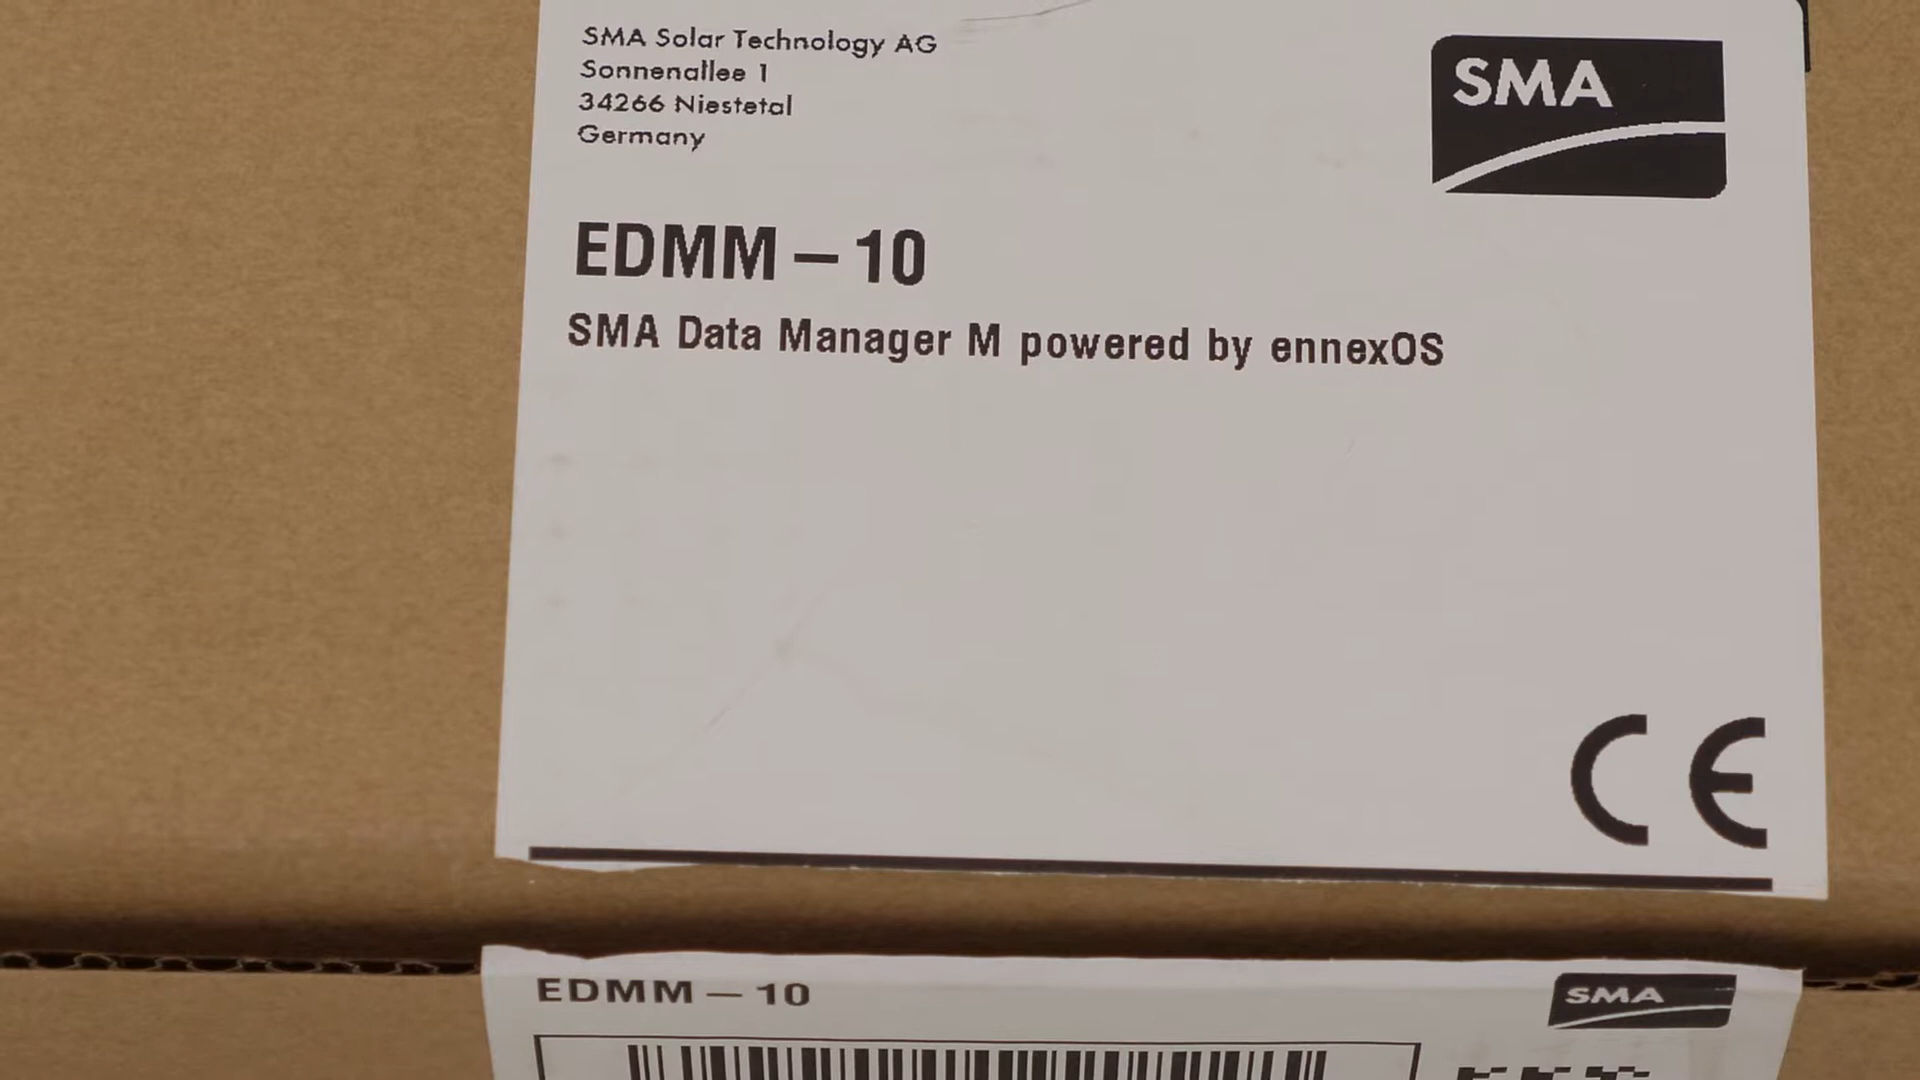 SMA Solar Technology AG
Sonnenallee 1
34266 Niestetal
Germany
SMA
EDMM – 10
SMA Data Manager M powered by ennexOS
CE
EDMM – 10
SMA